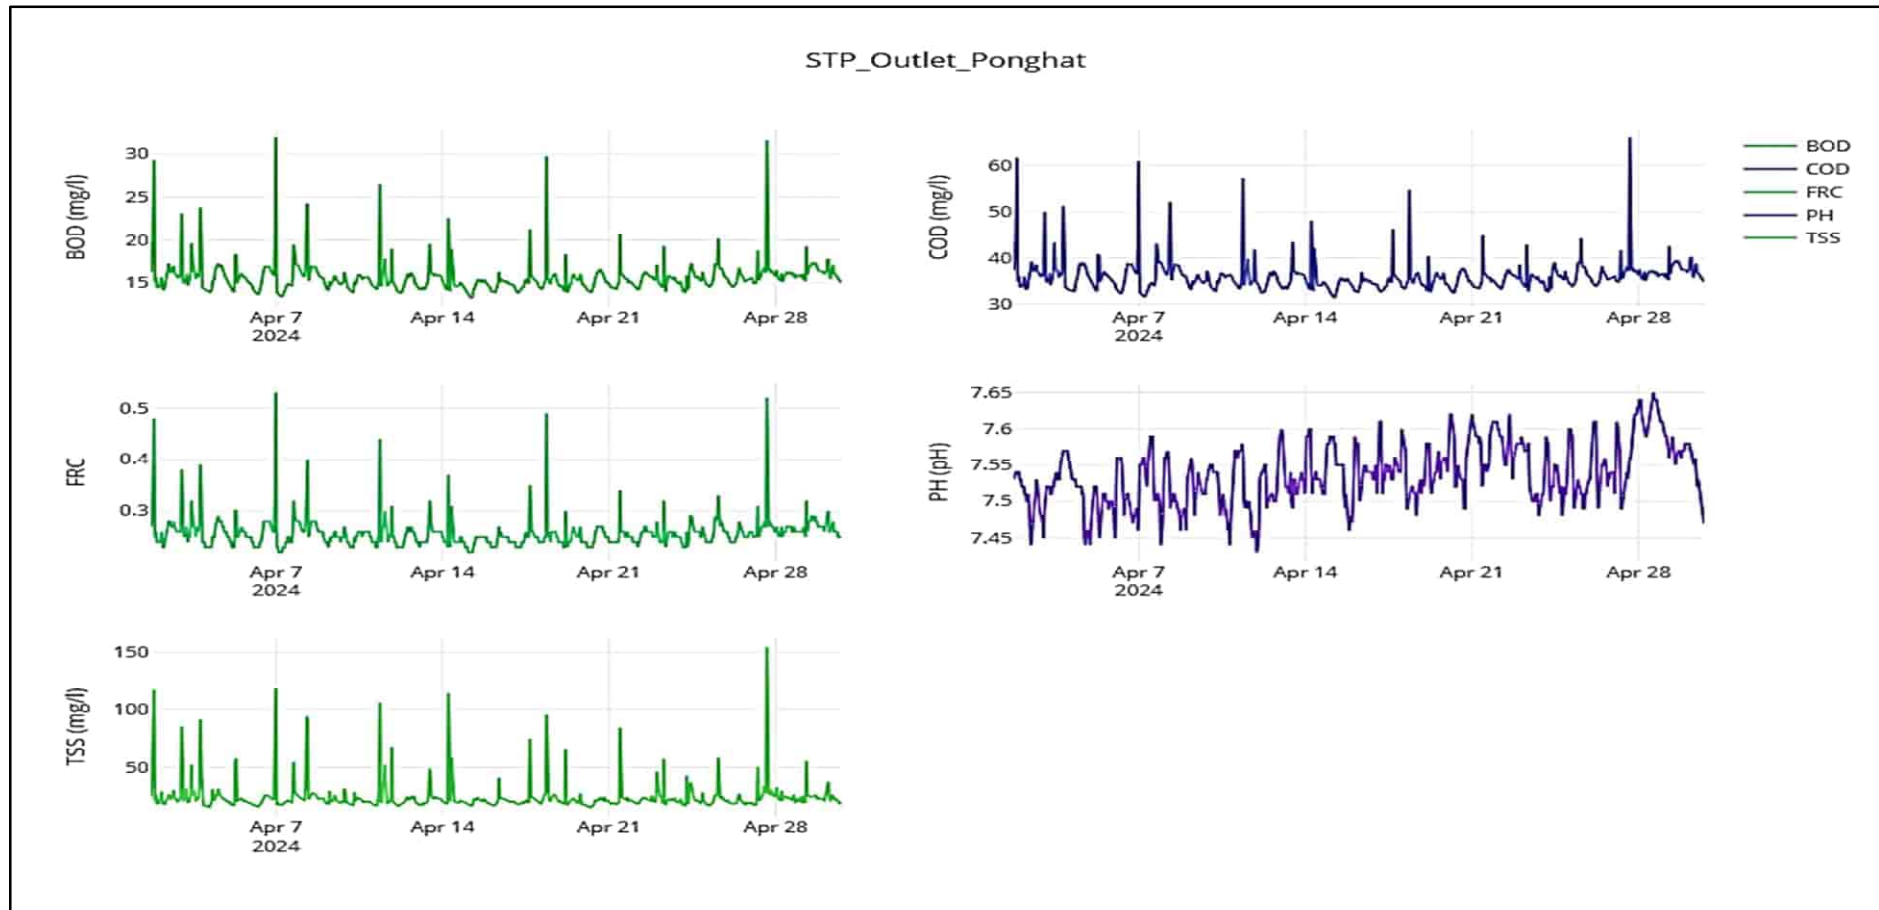 STP_Outlet_Ponghat
BOD (mg/l)
30
25
20
15
Apr 7
2024
Apr 14
Apr 21
Apr 28
COD (mg/l)
60
50
40
30
Apr 7
2024
Apr 14
Apr 21
Apr 28
BOD
COD
FRC
PH
TSS
FRC
0.5
0.4
0.3
Apr 7
2024
Apr 14
Apr 21
Apr 28
PH (pH)
7.65
7.6
7.55
7.5
7.45
Apr 7
2024
Apr 14
Apr 21
Apr 28
TSS (mg/l)
150
100
50
Apr 7
2024
Apr 14
Apr 21
Apr 28